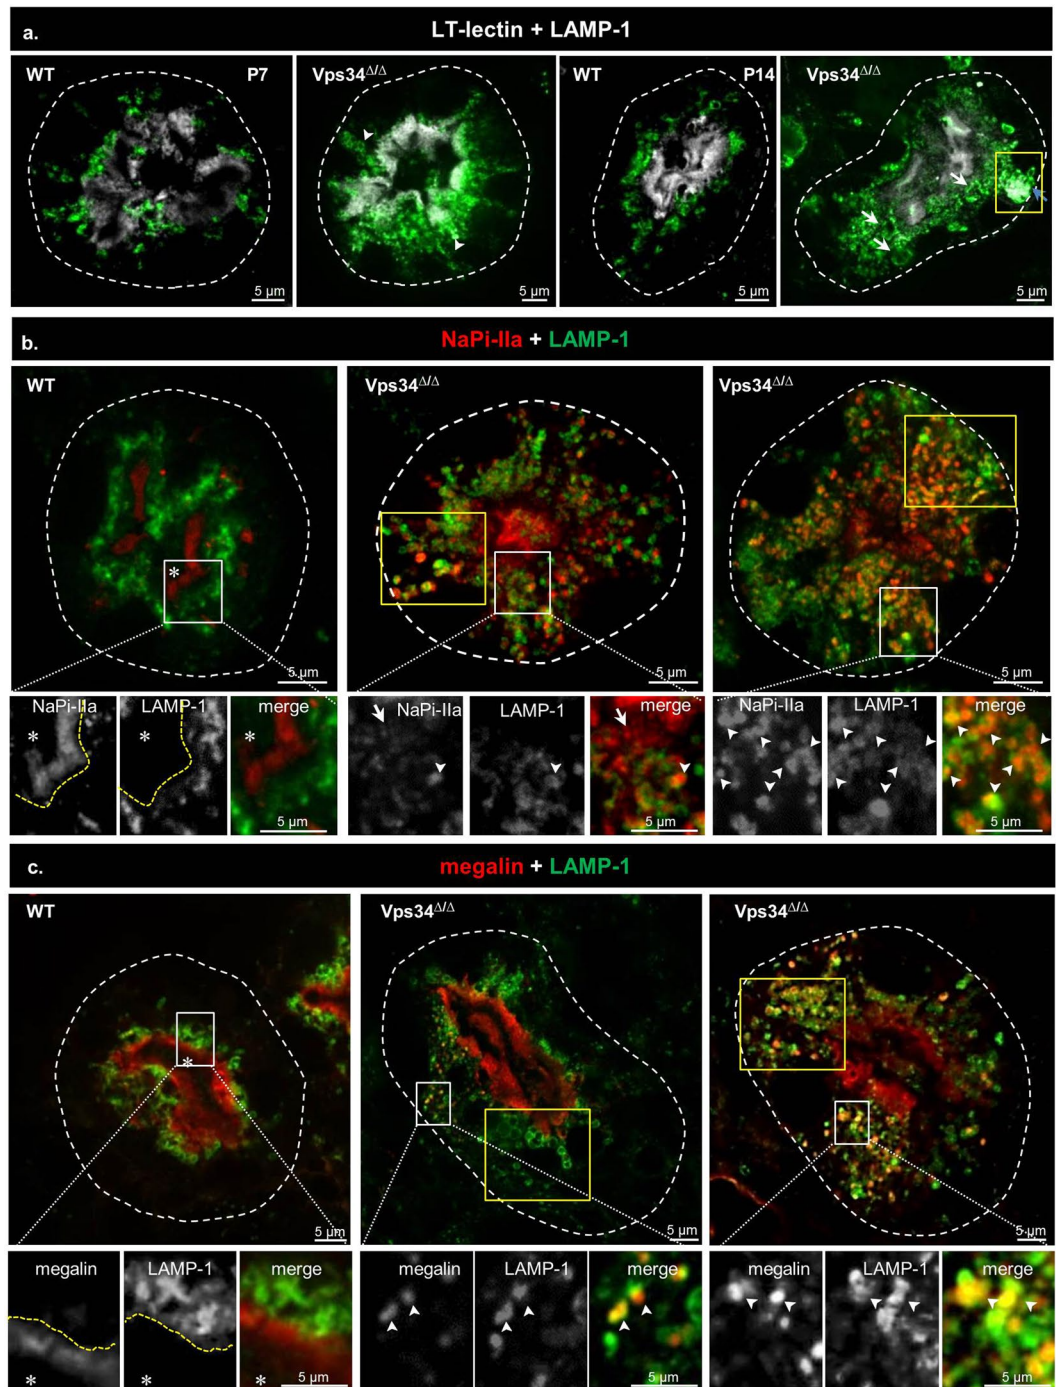 a.
LT-lectin + LAMP-1
WT
P7
Vps34Δ/Δ
WT
P14
Vps34Δ/Δ
5 µm
5 µm
5 µm
5 µm
b.
NaPi-IIa + LAMP-1
WT
Vps34Δ/Δ
Vps34Δ/Δ
*
5 µm
5 µm
5 µm
NaPi-IIa
LAMP-1
merge
NaPi-IIa
LAMP-1
merge
NaPi-IIa
LAMP-1
merge
*
*
*
5 µm
5 µm
5 µm
c.
megalin + LAMP-1
WT
Vps34Δ/Δ
Vps34Δ/Δ
*
5 µm
5 µm
5 µm
megalin
LAMP-1
merge
megalin
LAMP-1
merge
megalin
LAMP-1
merge
*
*
*
5 µm
5 µm
5 µm